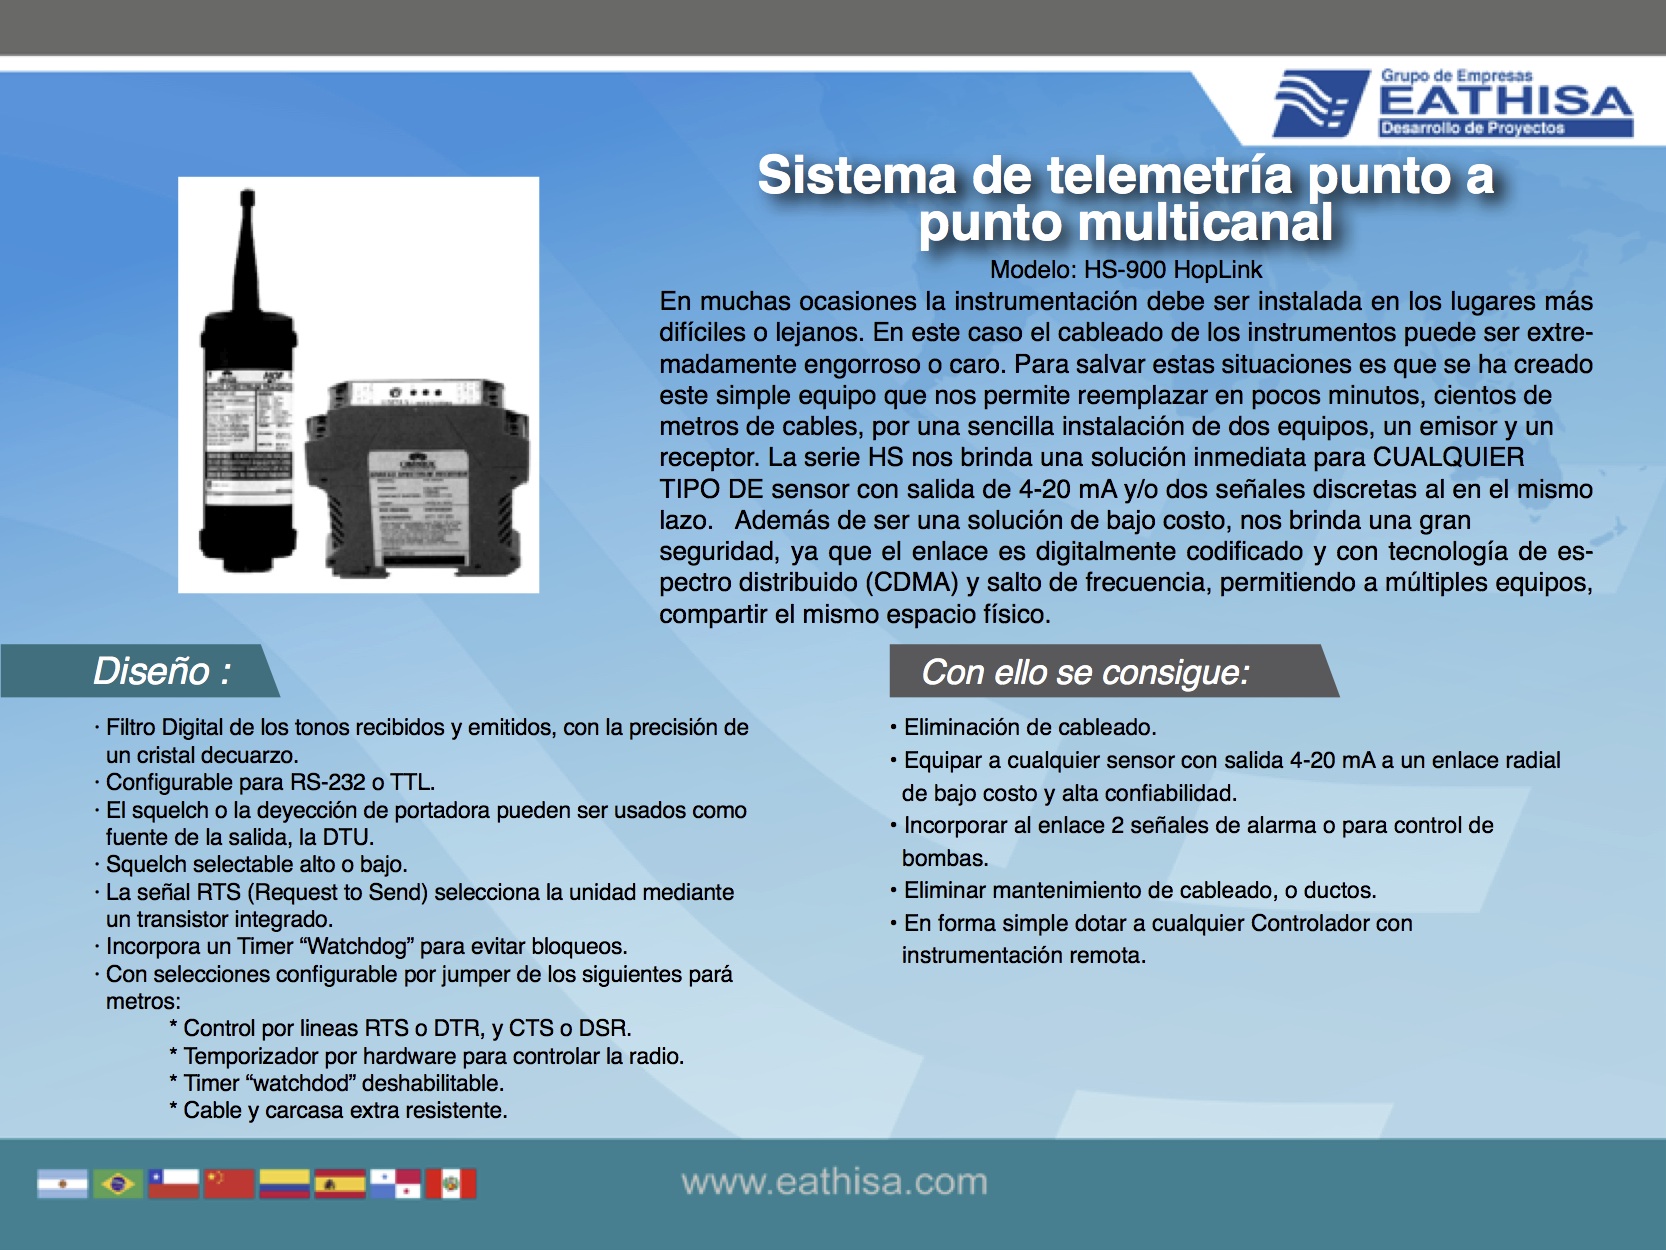 Grupo de Empresas
EATHISA
Desarrollo de Proyectos
Sistema de telemetría punto a
punto multicanal
Modelo: HS-900 HopLink
En muchas ocasiones la instrumentación debe ser instalada en los lugares más
difíciles o lejanos. En este caso el cableado de los instrumentos puede ser extre-
madamente engorroso o caro. Para salvar estas situaciones es que se ha creado
este simple equipo que nos permite reemplazar en pocos minutos, cientos de
metros de cables, por una sencilla instalación de dos equipos, un emisor y un
receptor. La serie HS nos brinda una solución inmediata para CUALQUIER
TIPO DE sensor con salida de 4-20 mA y/o dos señales discretas al en el mismo
lazo.   Además de ser una solución de bajo costo, nos brinda una gran
seguridad, ya que el enlace es digitalmente codificado y con tecnología de es-
pectro distribuido (CDMA) y salto de frecuencia, permitiendo a múltiples equipos,
compartir el mismo espacio físico.
Diseño :
· Filtro Digital de los tonos recibidos y emitidos, con la precisión de
un cristal decuarzo.
· Configurable para RS-232 o TTL.
· El squelch o la deyección de portadora pueden ser usados como
fuente de la salida, la DTU.
· Squelch selectable alto o bajo.
· La señal RTS (Request to Send) selecciona la unidad mediante
un transistor integrado.
· Incorpora un Timer “Watchdog” para evitar bloqueos.
· Con selecciones configurable por jumper de los siguientes pará
metros:
* Control por lineas RTS o DTR, y CTS o DSR.
* Temporizador por hardware para controlar la radio.
* Timer “watchdod” deshabilitable.
* Cable y carcasa extra resistente.
Con ello se consigue:
• Eliminación de cableado.
• Equipar a cualquier sensor con salida 4-20 mA a un enlace radial
de bajo costo y alta confiabilidad.
• Incorporar al enlace 2 señales de alarma o para control de
bombas.
• Eliminar mantenimiento de cableado, o ductos.
• En forma simple dotar a cualquier Controlador con
instrumentación remota.
www.eathisa.com